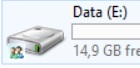 Data (E:)
14,9 GB fre